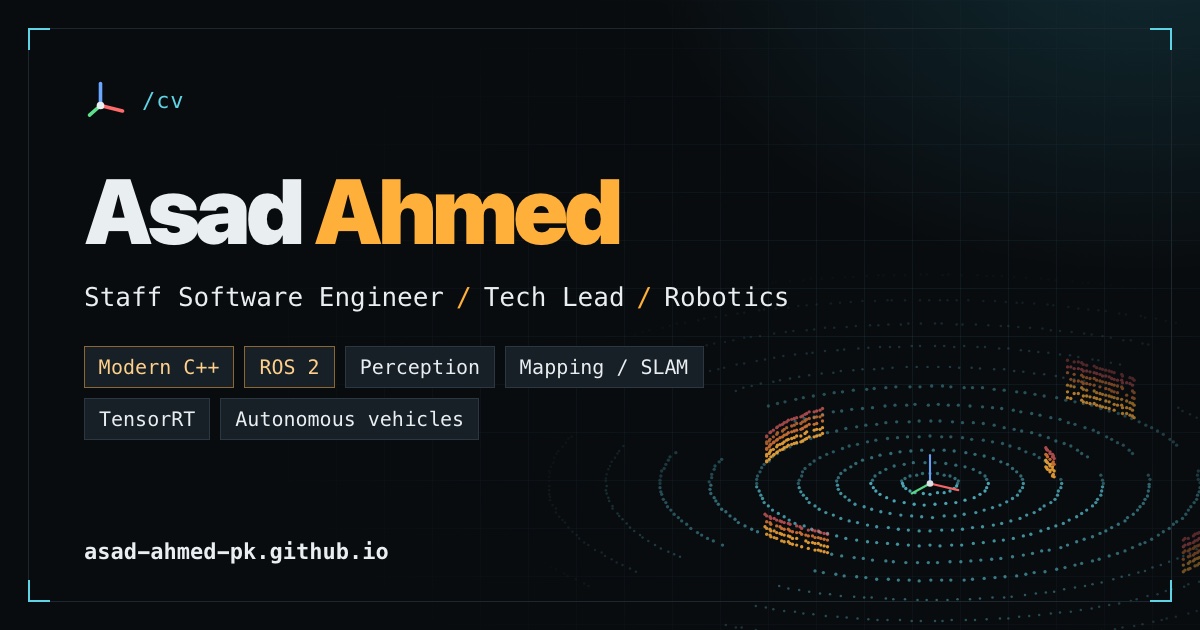 /cv
Asad Ahmed
Staff Software Engineer / Tech Lead / Robotics
Modern C++ ROS 2 Perception Mapping / SLAM
TensorRT Autonomous vehicles
asad-ahmed-pk.github.io